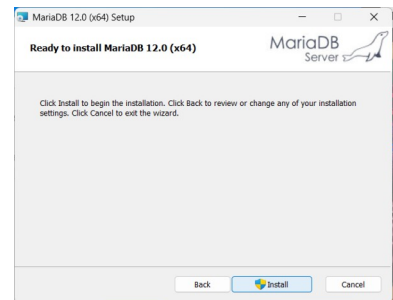 MariaDB 12.0 (x64) Setup
Ready to install MariaDB 12.0 (x64)
MariaDB
Server
Click Install to begin the installation. Click Back to review or change any of your installation
settings. Click Cancel to exit the wizard.
Back
Install
Cancel